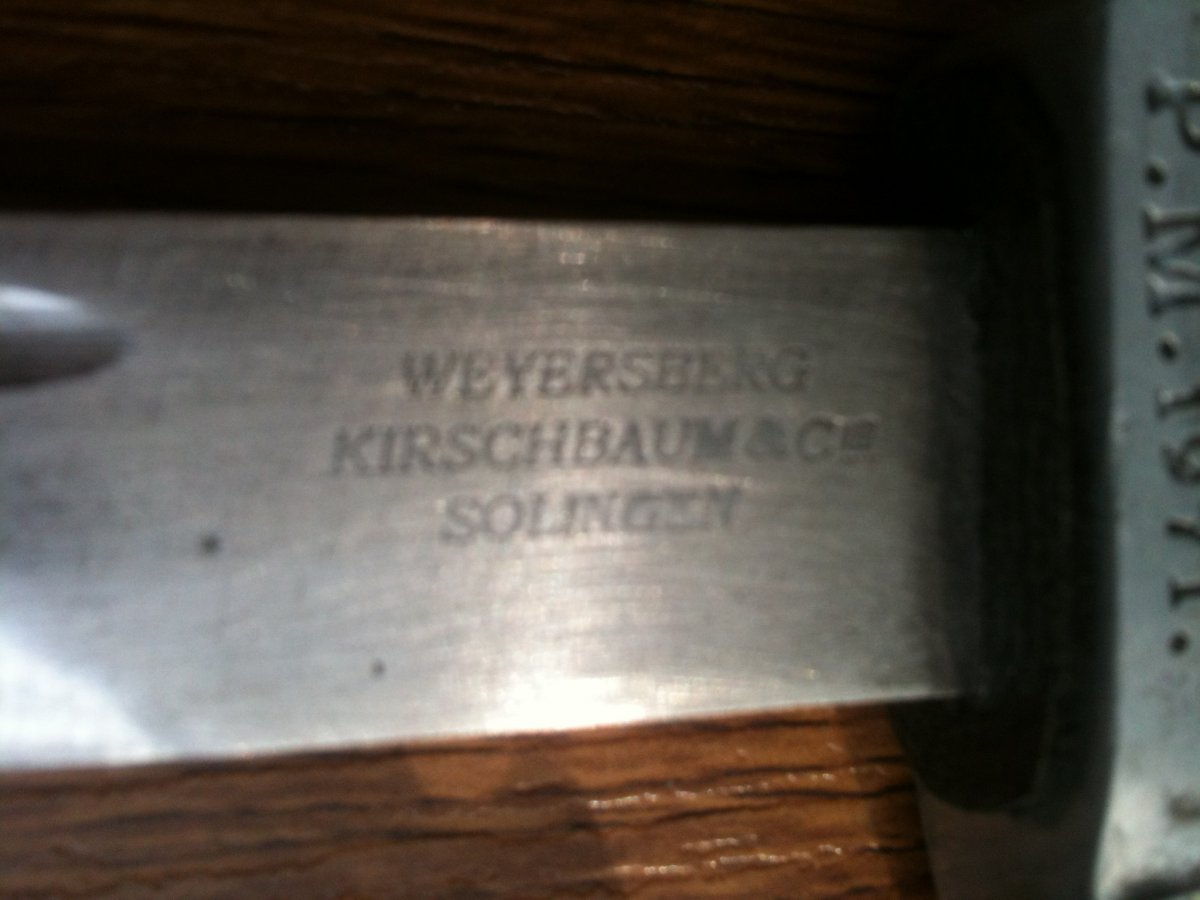 WEYERSBERG
KIRSCHBAUM & CIE
SOLINGEN
P. M. 1971.